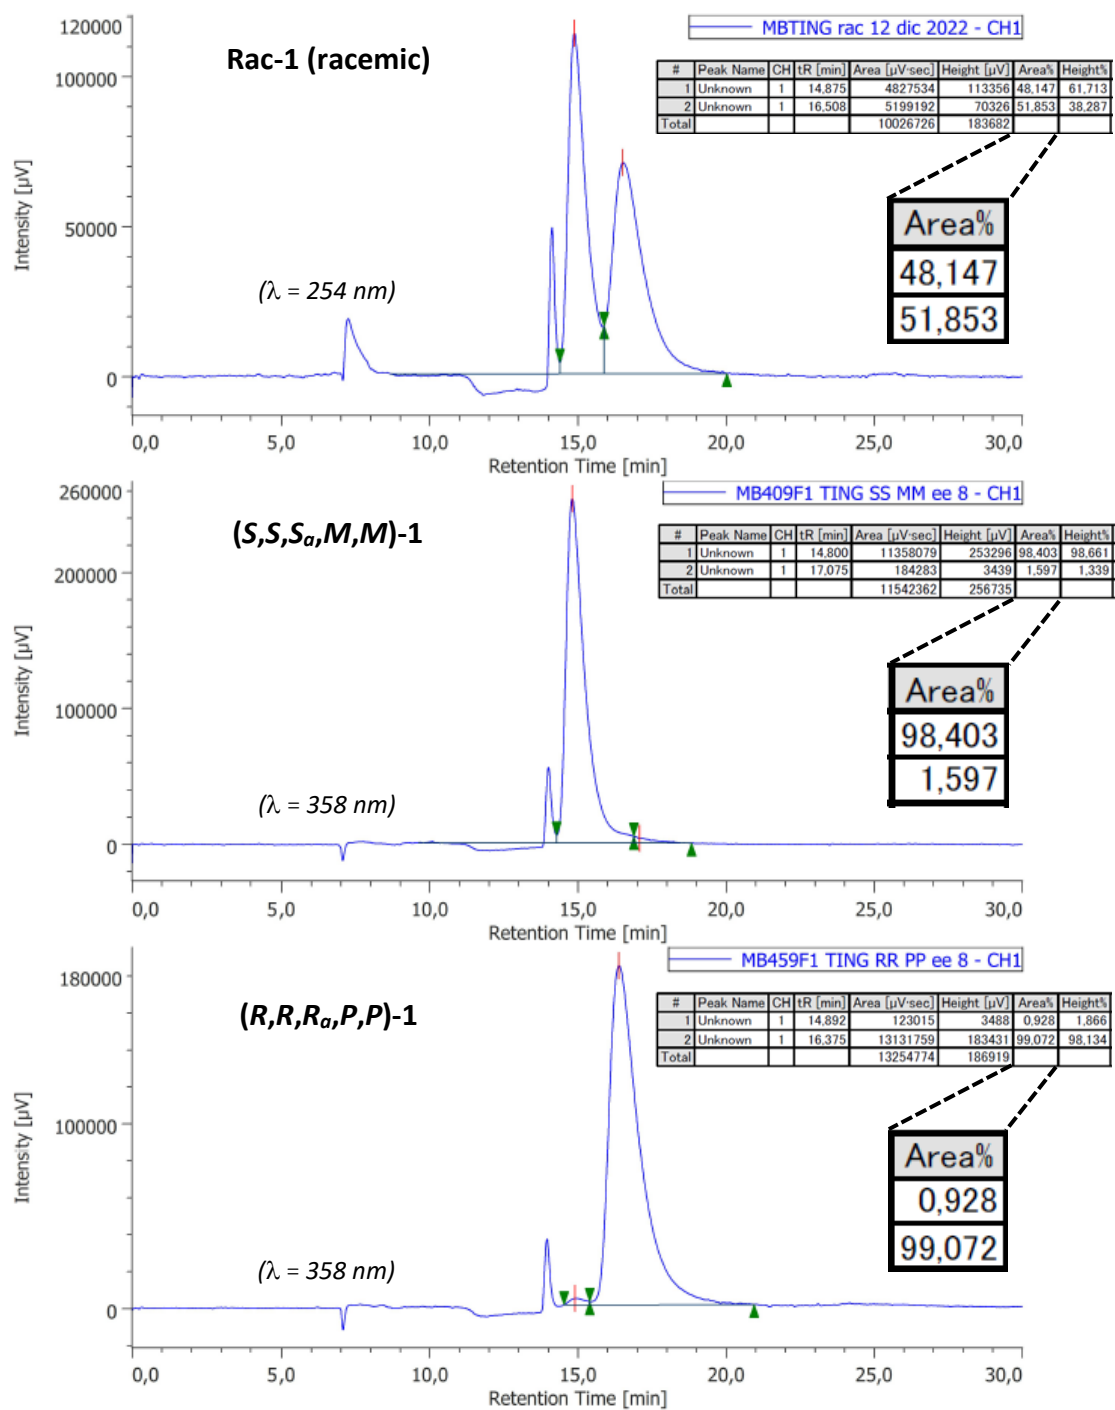 MBTING rac 12 dic 2022 - CH1
Rac-1 (racemic)
# Peak Name CH tR [min] Area [µV·sec] Height [µV] Area% Height%
1 Unknown 1 14,875 4827534 113356 48,147 61,713
2 Unknown 1 16,508 5199192 70326 51,853 38,287
Total 10026726 183682
Area%
48,147
51,853
(λ = 254 nm)
Intensity [µV]
120000
100000
50000
0
0,0 5,0 10,0 15,0 20,0 25,0 30,0
Retention Time [min]
MB409F1 TING SS MM ee 8 - CH1
(S,S,Sa,M,M)-1
# Peak Name CH tR [min] Area [µV·sec] Height [µV] Area% Height%
1 Unknown 1 14,800 11358079 253296 98,403 98,661
2 Unknown 1 17,075 184283 3439 1,597 1,339
Total 11542362 256735
Area%
98,403
1,597
(λ = 358 nm)
Intensity [µV]
260000
200000
100000
0
0,0 5,0 10,0 15,0 20,0 25,0 30,0
Retention Time [min]
MB459F1 TING RR PP ee 8 - CH1
(R,R,Ra,P,P)-1
# Peak Name CH tR [min] Area [µV·sec] Height [µV] Area% Height%
1 Unknown 1 14,892 123015 3488 0,928 1,866
2 Unknown 1 16,375 13131759 183431 99,072 98,134
Total 13254774 186919
Area%
0,928
99,072
(λ = 358 nm)
Intensity [µV]
180000
100000
0
0,0 5,0 10,0 15,0 20,0 25,0 30,0
Retention Time [min]